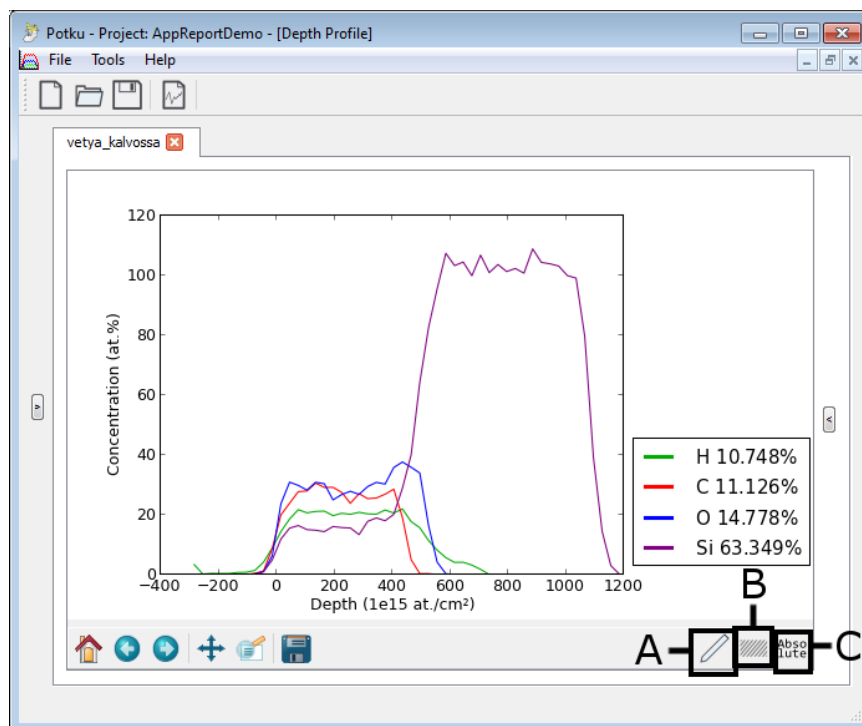 Potku - Project: AppReportDemo - [Depth Profile]
File Tools Help
vetya_kalvossa
120
100
80
60
40
20
0
Concentration (at.%)
−400 −200 0 200 400 600 800 1000 1200
Depth (1e15 at./cm²)
H 10.748%
C 11.126%
O 14.778%
Si 63.349%
B
A
Abso
lute
C